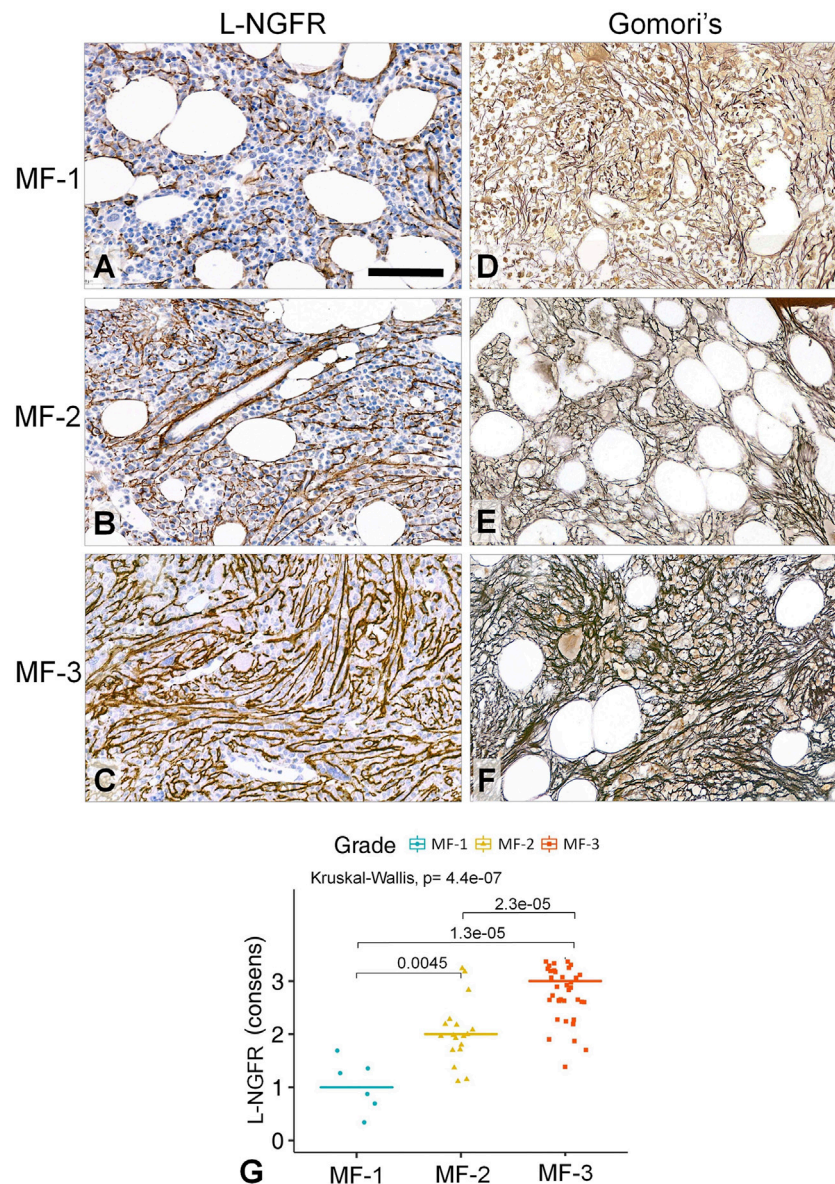 L-NGFR Gomori's
MF-1
A
D
MF-2
B
E
MF-3
C
F
Grade MF-1 MF-2 MF-3
Kruskal-Wallis, p= 4.4e-07
2.3e-05
1.3e-05
0.0045
L-NGFR (consens)
3
2
1
0
G
MF-1 MF-2 MF-3